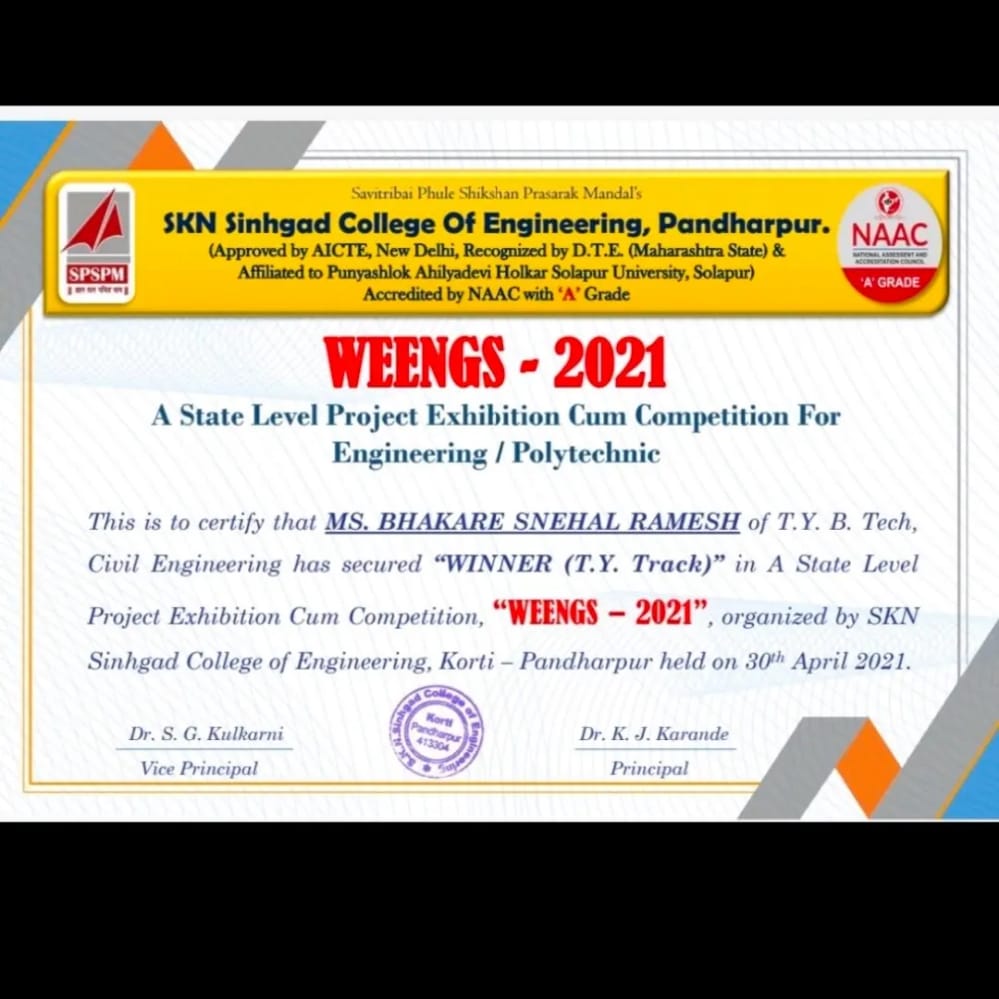 Savitribai Phule Shikshan Prasarak Mandal's
SKN Sinhgad College Of Engineering, Pandharpur.
(Approved by AICTE, New Delhi, Recognized by D.T.E. (Maharashtra State) &
Affiliated to Punyashlok Ahilyadevi Holkar Solapur University, Solapur)
Accredited by NAAC with 'A' Grade
SPSPM
NAAC
NATIONAL ASSESSMENT AND
ACCREDITATION COUNCIL
'A' GRADE
WEENGS - 2021
A State Level Project Exhibition Cum Competition For
Engineering / Polytechnic
This is to certify that MS. BHAKARE SNEHAL RAMESH of T.Y. B. Tech,
Civil Engineering has secured "WINNER (T.Y. Track)" in A State Level
Project Exhibition Cum Competition, "WEENGS – 2021", organized by SKN
Sinhgad College of Engineering, Korti – Pandharpur held on 30th April 2021.
S.K.N.Sinhgad College of Engineering
Korti
Pandharpur
413304
Dr. S. G. Kulkarni
Vice Principal
Dr. K. J. Karande
Principal